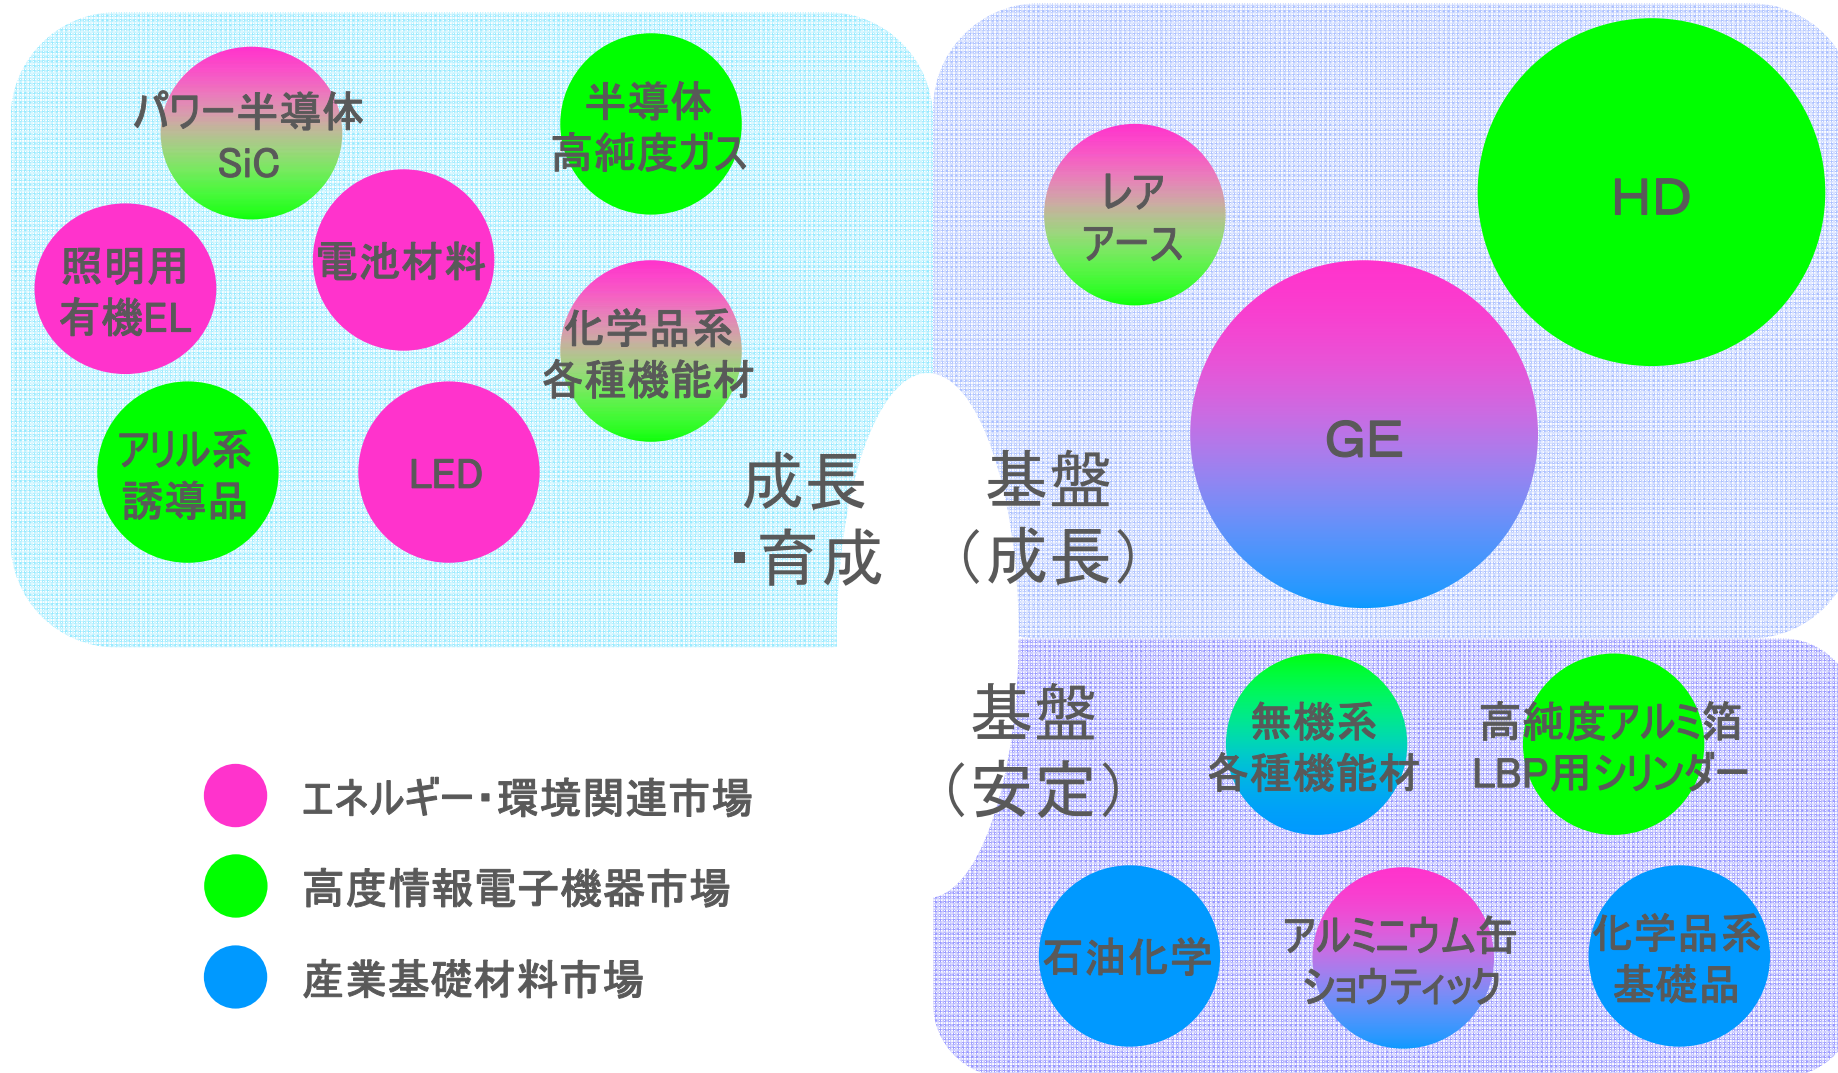 パワー半導体
SiC
半導体
高純度ガス
照明用
有機EL
電池材料
化学品系
各種機能材
アリル系
誘導品
LED
成長
・育成
レア
アース
HD
GE
基盤
（成長）
基盤
（安定）
無機系
各種機能材
高純度アルミ箔
LBP用シリンダー
石油化学
アルミニウム缶
ショウティック
化学品系
基礎品
エネルギー・環境関連市場
高度情報電子機器市場
産業基礎材料市場